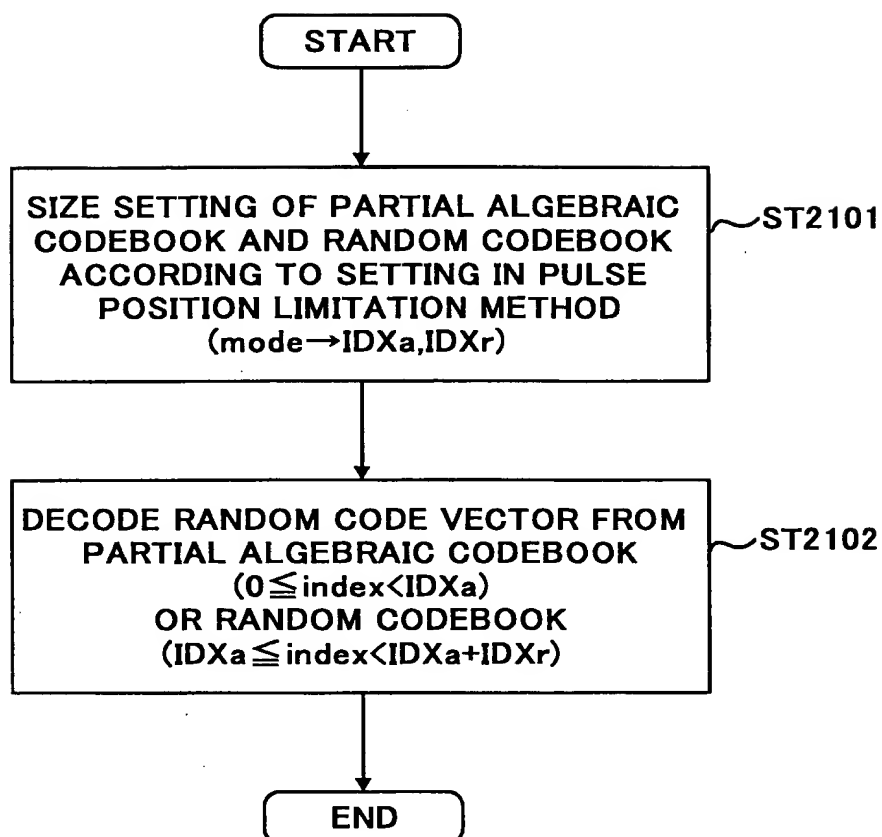 START
SIZE SETTING OF PARTIAL ALGEBRAIC
CODEBOOK AND RANDOM CODEBOOK
ACCORDING TO SETTING IN PULSE
POSITION LIMITATION METHOD
(mode→IDXa,IDXr)
ST2101
DECODE RANDOM CODE VECTOR FROM
PARTIAL ALGEBRAIC CODEBOOK
(0≦index<IDXa)
OR RANDOM CODEBOOK
(IDXa≦index<IDXa+IDXr)
ST2102
END